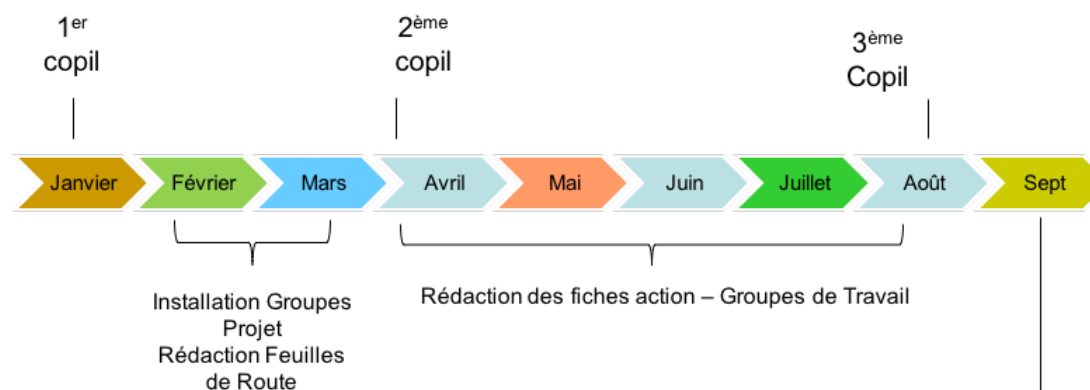 1er
copil
2ème
copil
3ème
Copil
Janvier
Février
Mars
Avril
Mai
Juin
Juillet
Août
Sept
Installation Groupes
Projet
Rédaction Feuilles
de Route
Rédaction des fiches action – Groupes de Travail